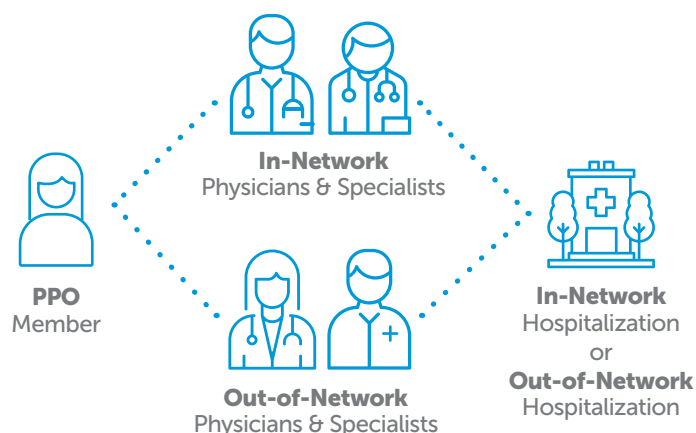 In-Network
Physicians & Specialists
PPO
Member
Out-of-Network
Physicians & Specialists
In-Network
Hospitalization
or
Out-of-Network
Hospitalization